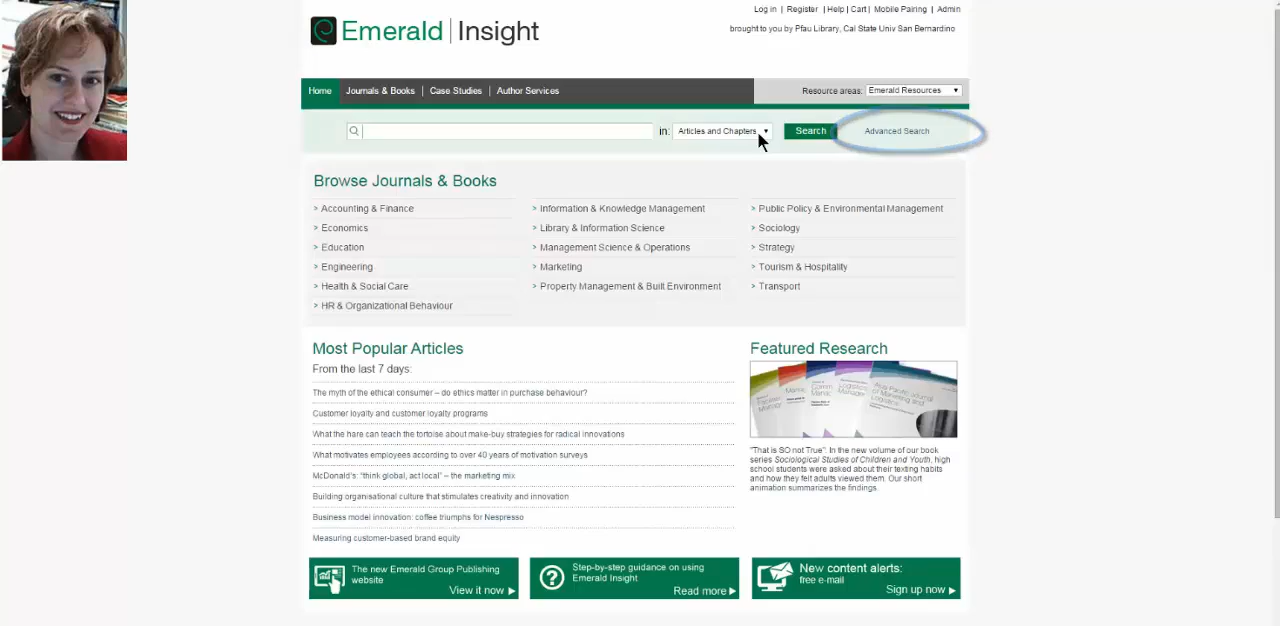 Log in | Register | Help | Cart | Mobile Pairing | Admin
Emerald Insight
brought to you by Pfau Library, Cal State Univ San Bernardino
Home Journals & Books | Case Studies | Author Services
Resource areas: Emerald Resources
in: Articles and Chapters Search Advanced Search
Browse Journals & Books
> Accounting & Finance
> Economics
> Education
> Engineering
> Health & Social Care
> HR & Organizational Behaviour
> Information & Knowledge Management
> Library & Information Science
> Management Science & Operations
> Marketing
> Property Management & Built Environment
> Public Policy & Environmental Management
> Sociology
> Strategy
> Tourism & Hospitality
> Transport
Most Popular Articles
From the last 7 days:
The myth of the ethical consumer – do ethics matter in purchase behaviour?
Customer loyalty and customer loyalty programs
What the hare can teach the tortoise about make-buy strategies for radical innovations
What motivates employees according to over 40 years of motivation surveys
McDonald's: "think global, act local" – the marketing mix
Building organisational culture that stimulates creativity and innovation
Business model innovation: coffee triumphs for Nespresso
Measuring customer-based brand equity
Featured Research
"That is SO not True". In the new volume of our book
series Sociological Studies of Children and Youth, high
school students were asked about their texting habits
and how they felt adults viewed them. Our short
animation summarizes the findings.
The new Emerald Group Publishing
website
View it now
Step-by-step guidance on using
Emerald Insight
Read more
New content alerts:
free e-mail
Sign up now